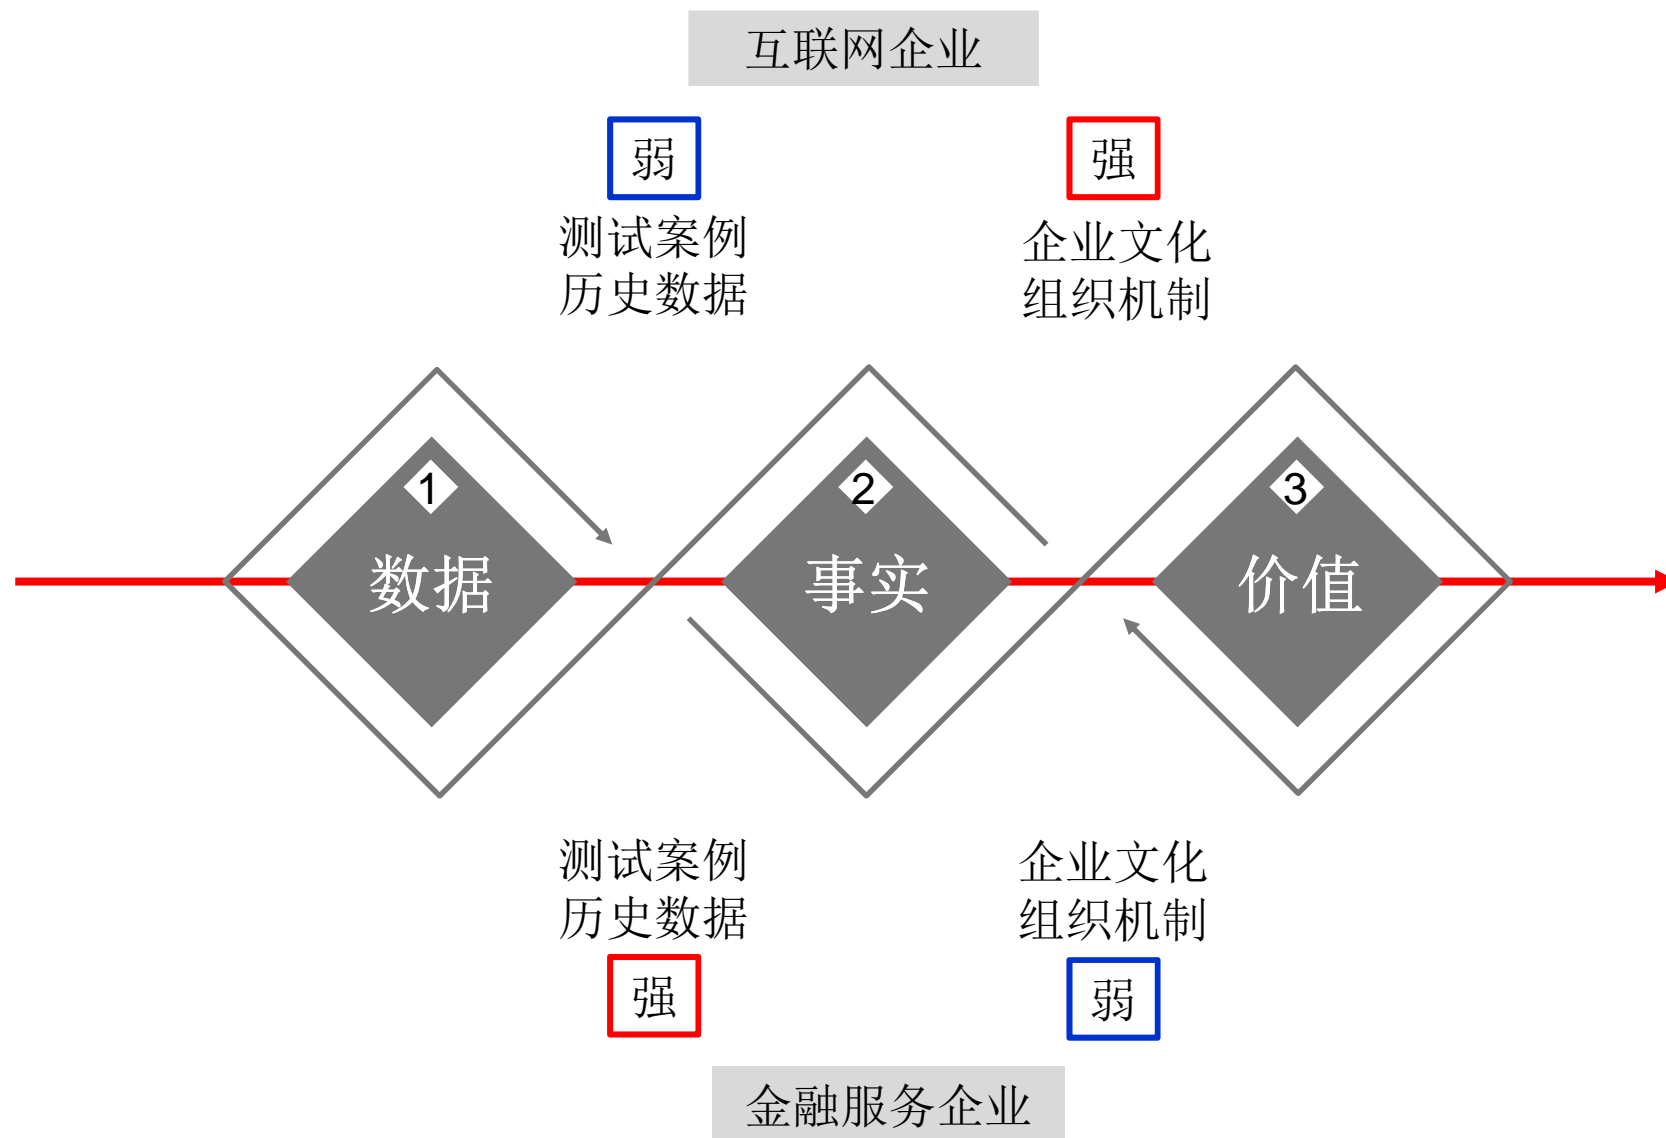 互联网企业
弱
强
测试案例
历史数据
企业文化
组织机制
1
数据
2
事实
3
价值
测试案例
历史数据
企业文化
组织机制
强
弱
金融服务企业